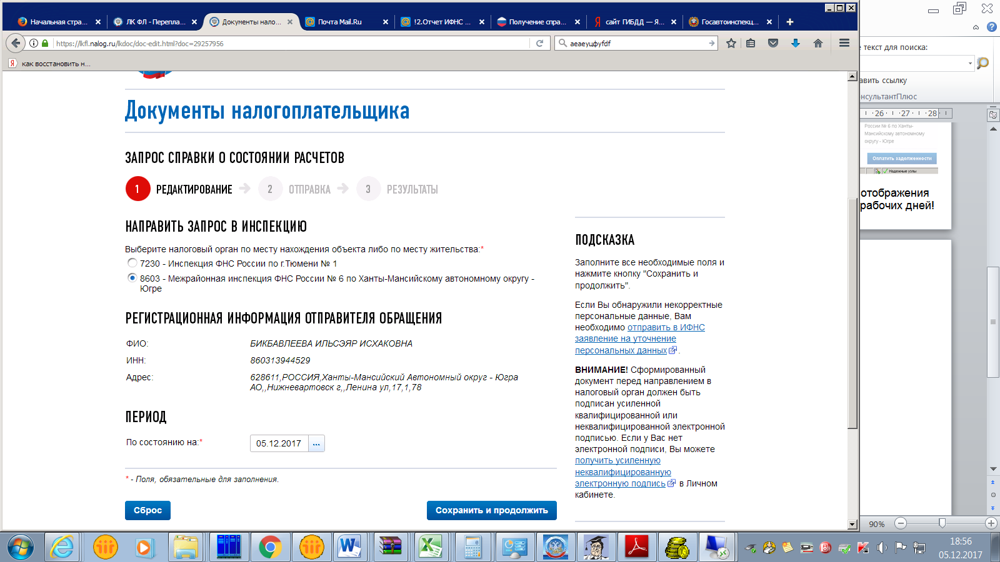 Начальная стра...
ЛК ФЛ - Перепла...
Документы нало...
Почта Mail.Ru
!2.Отчет ИФНС ...
Получение спра...
сайт ГИБДД — Я...
Госавтоинспекц...
https://lkfl.nalog.ru/lkdoc/doc-edit.html?doc=29257956
аеаеуцфуfdf
как восстановить н...
Документы налогоплательщика
ЗАПРОС СПРАВКИ О СОСТОЯНИИ РАСЧЕТОВ
1 РЕДАКТИРОВАНИЕ 2 ОТПРАВКА 3 РЕЗУЛЬТАТЫ
НАПРАВИТЬ ЗАПРОС В ИНСПЕКЦИЮ
Выберите налоговый орган по месту нахождения объекта либо по месту жительства:*
7230 - Инспекция ФНС России по г.Тюмени № 1
8603 - Межрайонная инспекция ФНС России № 6 по Ханты-Мансийскому автономному округу -
Югре
РЕГИСТРАЦИОННАЯ ИНФОРМАЦИЯ ОТПРАВИТЕЛЯ ОБРАЩЕНИЯ
ФИО: БИКБАВЛЕЕВА ИЛЬСЭЯР ИСХАКОВНА
ИНН: 860313944529
Адрес: 628611,РОССИЯ,Ханты-Мансийский Автономный округ - Югра
АО,,Нижневартовск г,,Ленина ул,17,1,78
ПЕРИОД
По состоянию на:* 05.12.2017 ...
* - Поля, обязательные для заполнения.
Сброс
Сохранить и продолжить
ПОДСКАЗКА
Заполните все необходимые поля и
нажмите кнопку "Сохранить и
продолжить".
Если Вы обнаружили некорректные
персональные данные, Вам
необходимо отправить в ИФНС
заявление на уточнение
персональных данных.
ВНИМАНИЕ! Сформированный
документ перед направлением в
налоговый орган должен быть
подписан усиленной
квалифицированной или
неквалифицированной электронной
подписью. Если у Вас нет
электронной подписи, Вы можете
получить усиленную
неквалифицированную
электронную подпись в Личном
кабинете.
текст для поиска:
авить ссылку
нсультантПлюс
26 27 28
России № 6 по Ханты-
Мансийскому автономному
округу - Югре
Оплатить задолженности
Надежные узлы
отображения
рабочих дней!
90%
18:56
05.12.2017